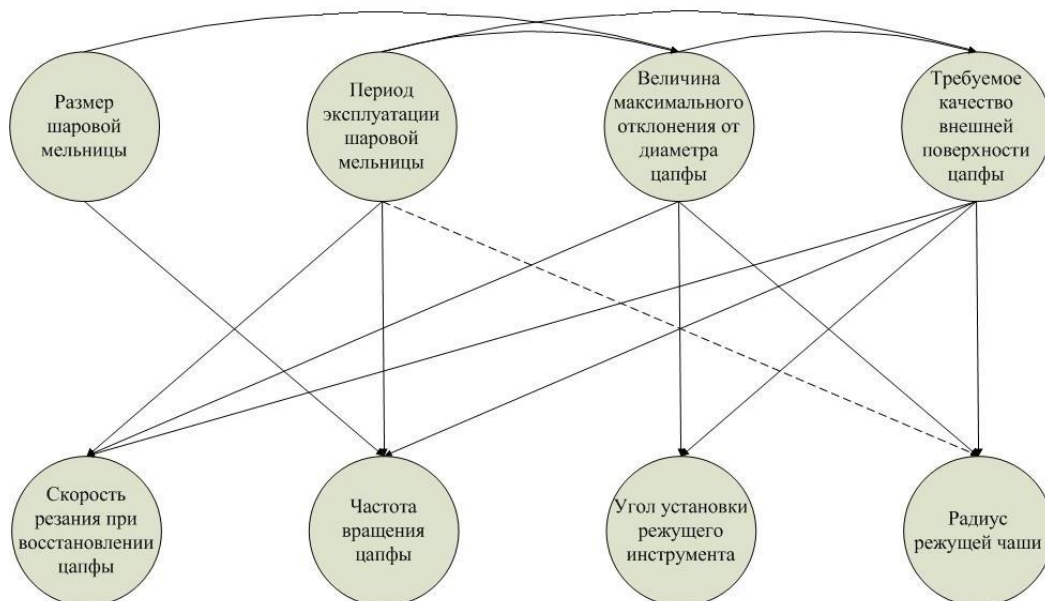 Размер
шаровой
мельницы
Период
эксплуатации
шаровой
мельницы
Величина
максимального
отклонения от
диаметра
цапфы
Требуемое
качество
внешней
поверхности
цапфы
Скорость
резания при
восстановлении
цапфы
Частота
вращения
цапфы
Угол установки
режущего
инструмента
Радиус
режущей чаши